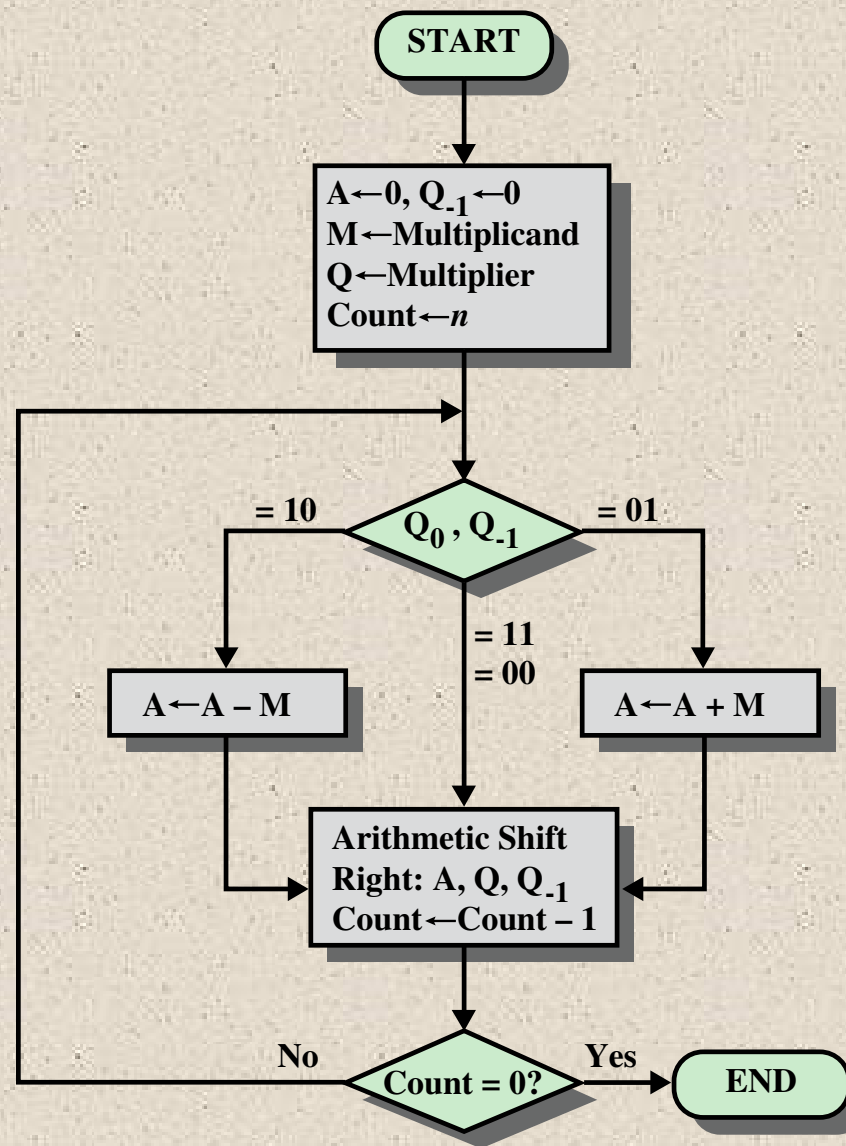 START
A←0, Q₋₁←0
M←Multiplicand
Q←Multiplier
Count←n
= 10
Q₀ , Q₋₁
= 01
= 11
= 00
A←A – M
A←A + M
Arithmetic Shift
Right: A, Q, Q₋₁
Count←Count – 1
No
Count = 0?
Yes
END